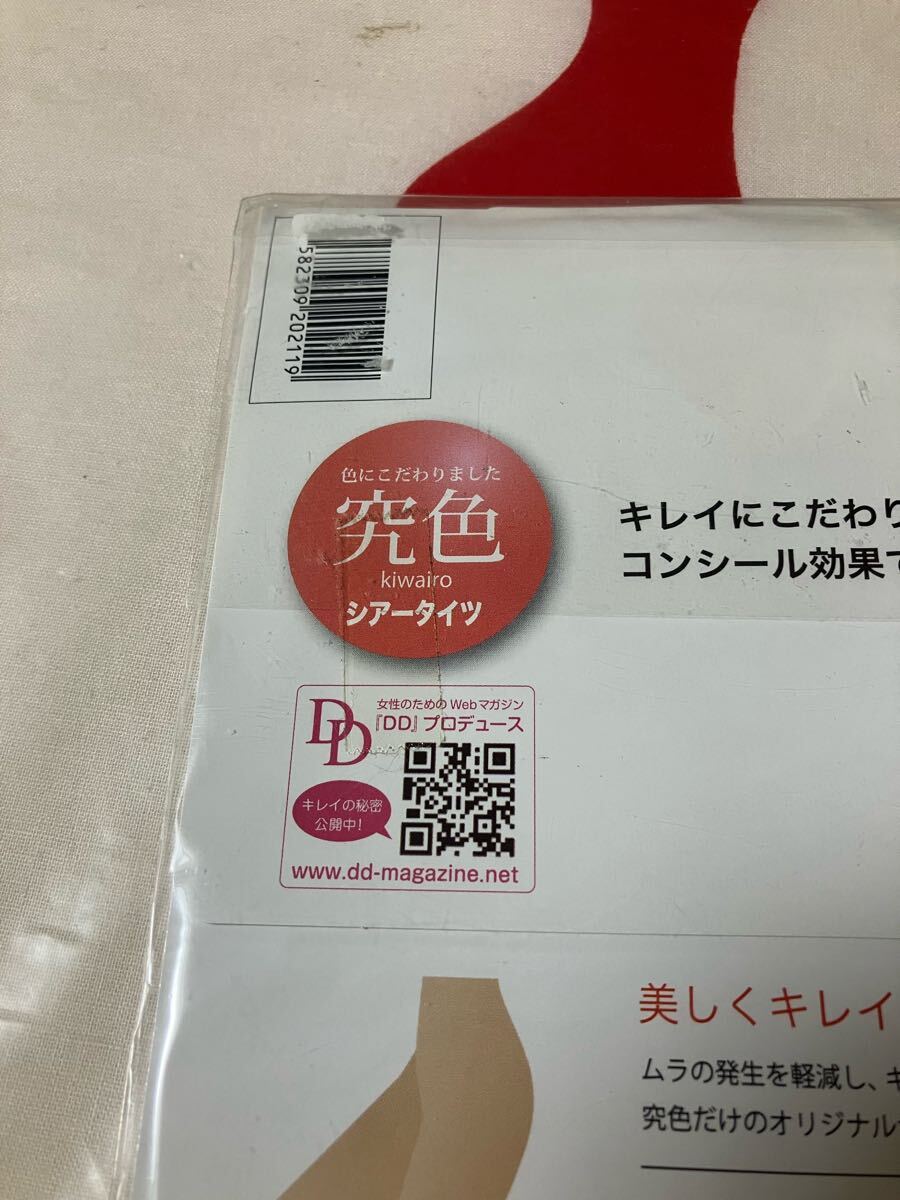 582309 202119
色にこだわりました
究色
kiwairo
シアータイツ
キレイにこだわり
コンシール効果で
DD
女性のための Webマガジン
『DD』プロデュース
キレイの秘密
公開中!
www.dd-magazine.net
美しくキレイ
ムラの発生を軽減し、キ
究色だけのオリジナル